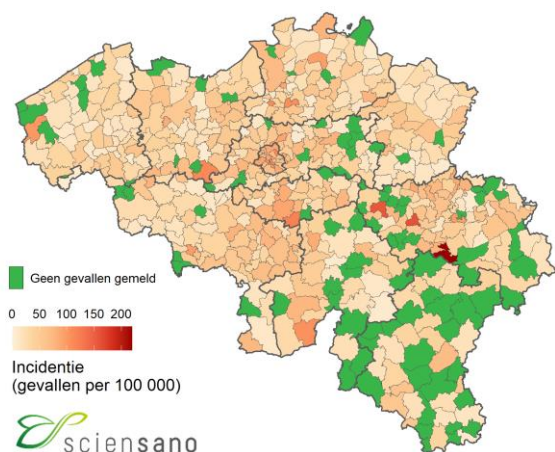 Geen gevallen gemeld
0 50 100 150 200
Incidentie
(gevallen per 100 000)
sciensano